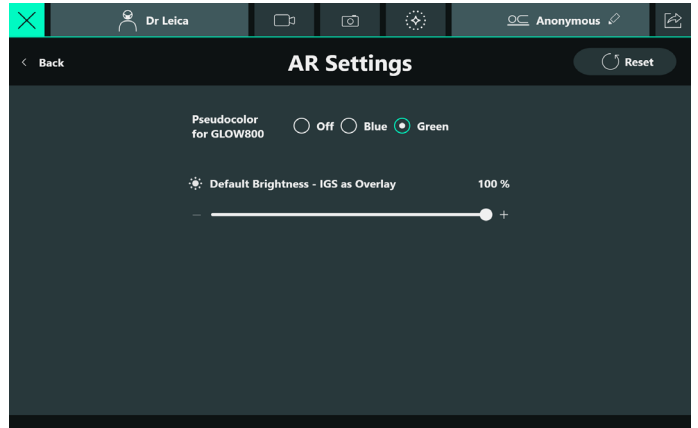 Dr Leica
Anonymous
Back
AR Settings
Reset
Pseudocolor
for GLOW800
Off
Blue
Green
Default Brightness - IGS as Overlay
100 %